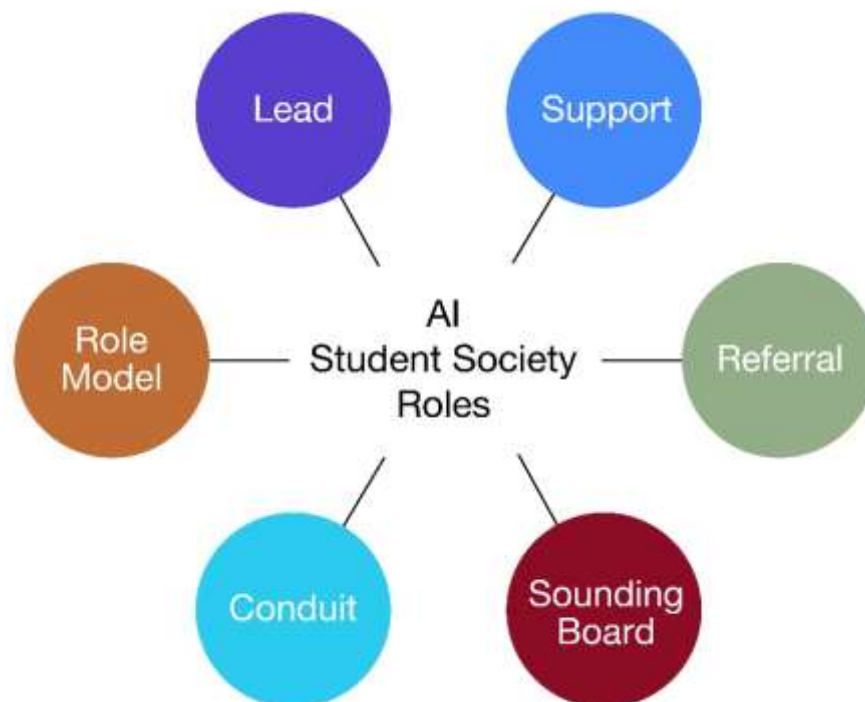 Lead
Support
Role
Model
AI
Student Society
Roles
Referral
Conduit
Sounding
Board